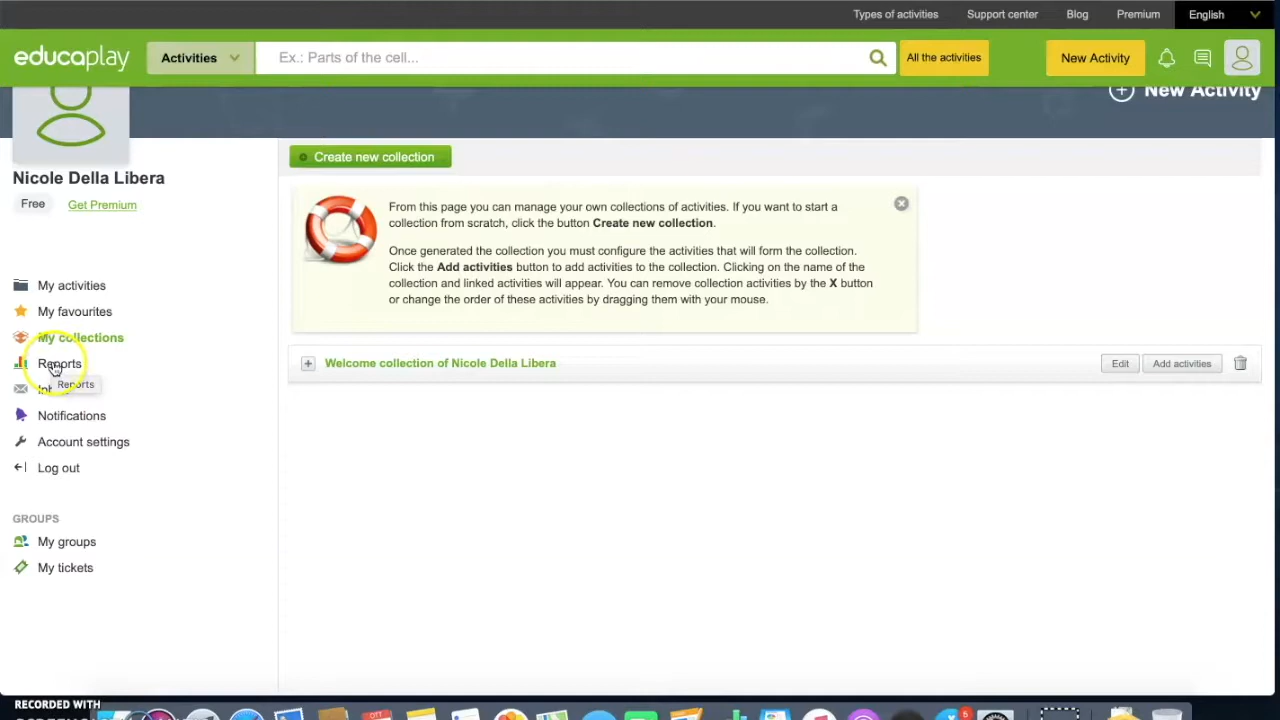 Types of activities Support center Blog Premium English
educaplay Activities Ex.: Parts of the cell... All the activities New Activity
New Activity
Nicole Della Libera
Free Get Premium
My activities
My favourites
My collections
Reports
Reports
Notifications
Account settings
Log out
GROUPS
My groups
My tickets
Create new collection
From this page you can manage your own collections of activities. If you want to start a
collection from scratch, click the button Create new collection.
Once generated the collection you must configure the activities that will form the collection.
Click the Add activities button to add activities to the collection. Clicking on the name of the
collection and linked activities will appear. You can remove collection activities by the X button
or change the order of these activities by dragging them with your mouse.
Welcome collection of Nicole Della Libera Edit Add activities
RECORDED WITH